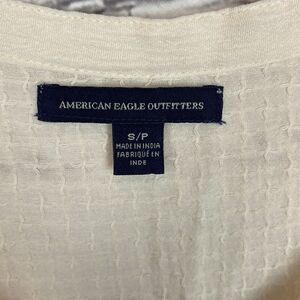 AMERICAN EAGLE OUTFITTERS
S/P
MADE IN INDIA
FABRIQUÉ EN
INDE